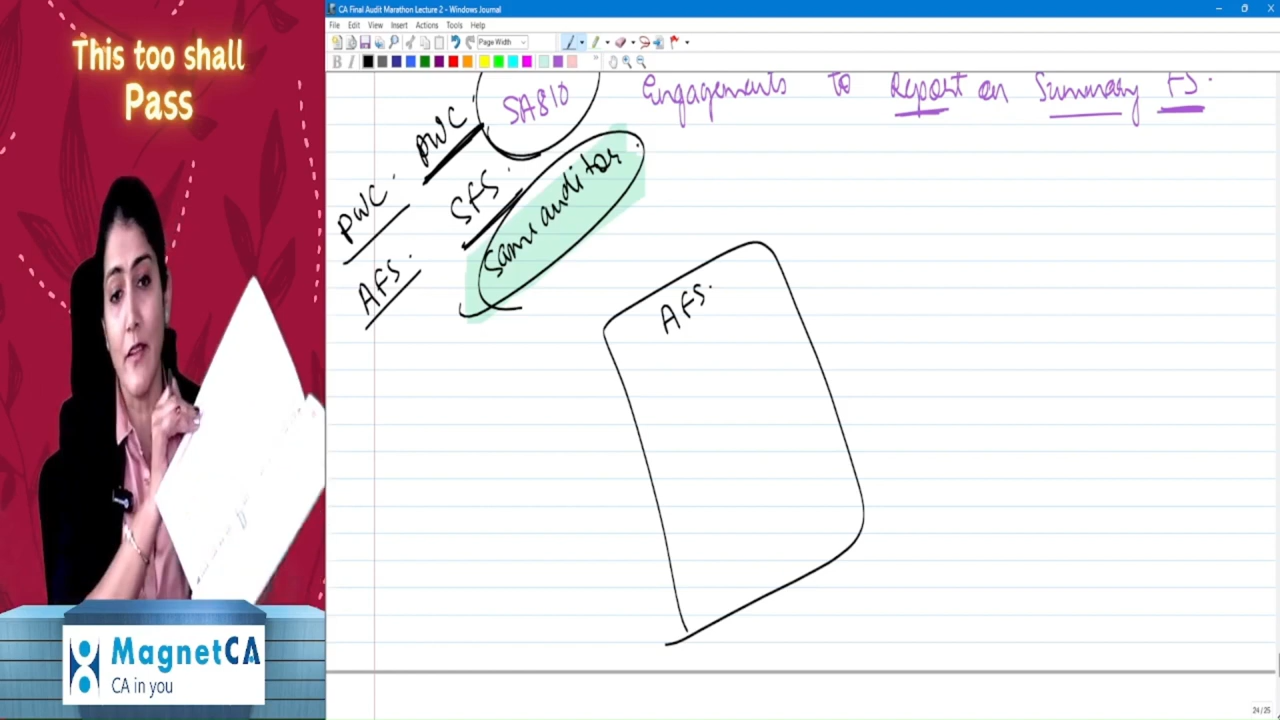 This too shall
Pass
MagnetCA
CA in you
CA Final Audit Marathon Lecture 2 - Windows Journal
File Edit View Insert Actions Tools Help
Page Width
B I
SA810 Engagements to Report on Summary FS.
PWC. PWC.
AFS. SFS.
Same auditor.
AFS.
24 / 25